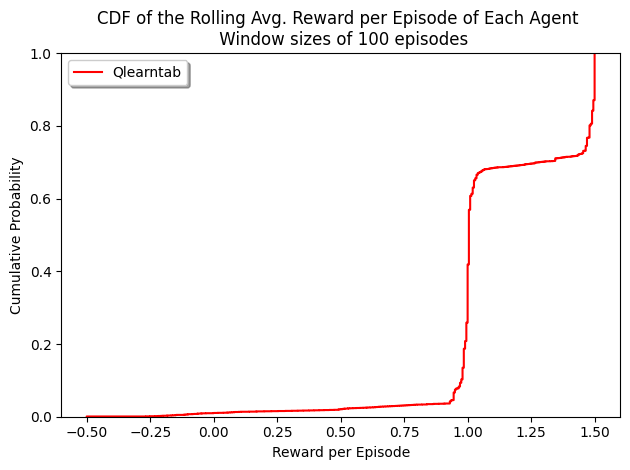 CDF of the Rolling Avg. Reward per Episode of Each Agent
Window sizes of 100 episodes
Qlearntab
Cumulative Probability
1.0
0.8
0.6
0.4
0.2
0.0
−0.50 −0.25 0.00 0.25 0.50 0.75 1.00 1.25 1.50
Reward per Episode